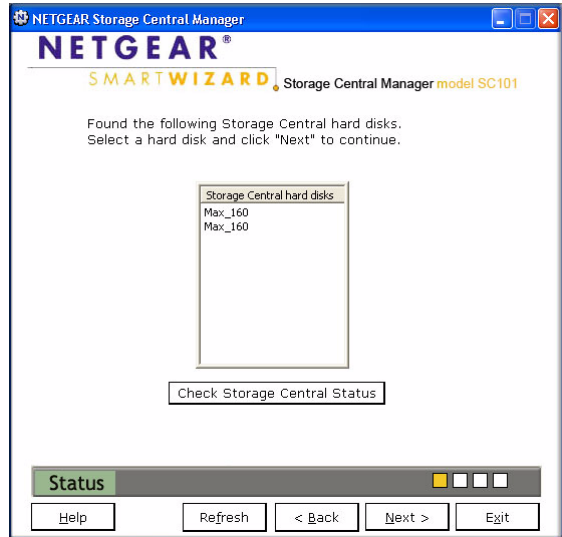 NETGEAR Storage Central Manager
NETGEAR®
SMARTWIZARD Storage Central Manager model SC101
Found the following Storage Central hard disks.
Select a hard disk and click "Next" to continue.
Storage Central hard disks
Max_160
Max_160
Check Storage Central Status
Status
Help Refresh < Back Next > Exit